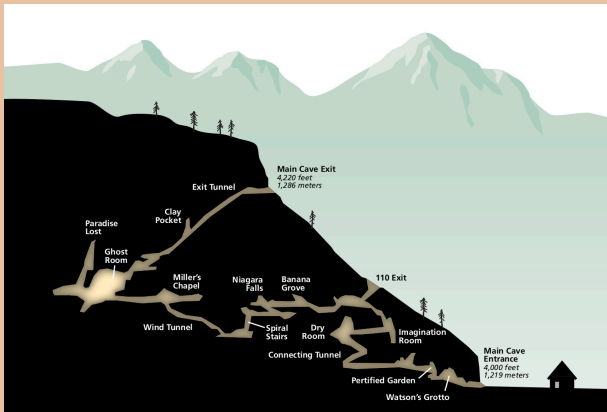 Main Cave Exit
4,220 feet
1,286 meters
Exit Tunnel
Clay
Pocket
Paradise
Lost
Ghost
Room
Miller's
Chapel
Niagara
Falls
Banana
Grove
110 Exit
Wind Tunnel
Spiral
Stairs
Dry
Room
Imagination
Room
Connecting Tunnel
Main Cave
Entrance
4,000 feet
1,219 meters
Pertified Garden
Watson's Grotto